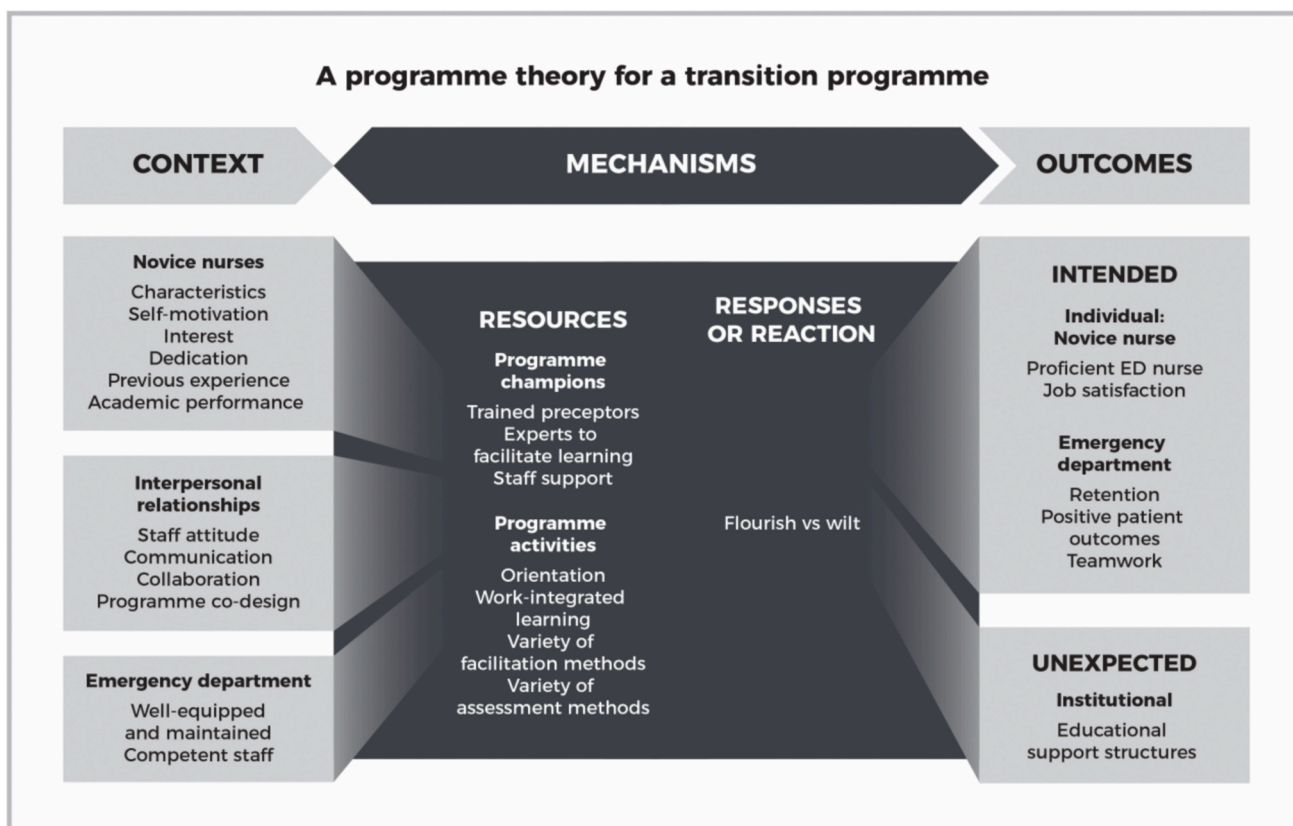 A programme theory for a transition programme
CONTEXT
MECHANISMS
OUTCOMES
Novice nurses
Characteristics
Self-motivation
Interest
Dedication
Previous experience
Academic performance
Interpersonal
relationships
Staff attitude
Communication
Collaboration
Programme co-design
Emergency department
Well-equipped
and maintained
Competent staff
RESOURCES
Programme
champions
Trained preceptors
Experts to
facilitate learning
Staff support
Programme
activities
Orientation
Work-integrated
learning
Variety of
facilitation methods
Variety of
assessment methods
RESPONSES
OR REACTION
Flourish vs wilt
INTENDED
Individual:
Novice nurse
Proficient ED nurse
Job satisfaction
Emergency
department
Retention
Positive patient
outcomes
Teamwork
UNEXPECTED
Institutional
Educational
support structures